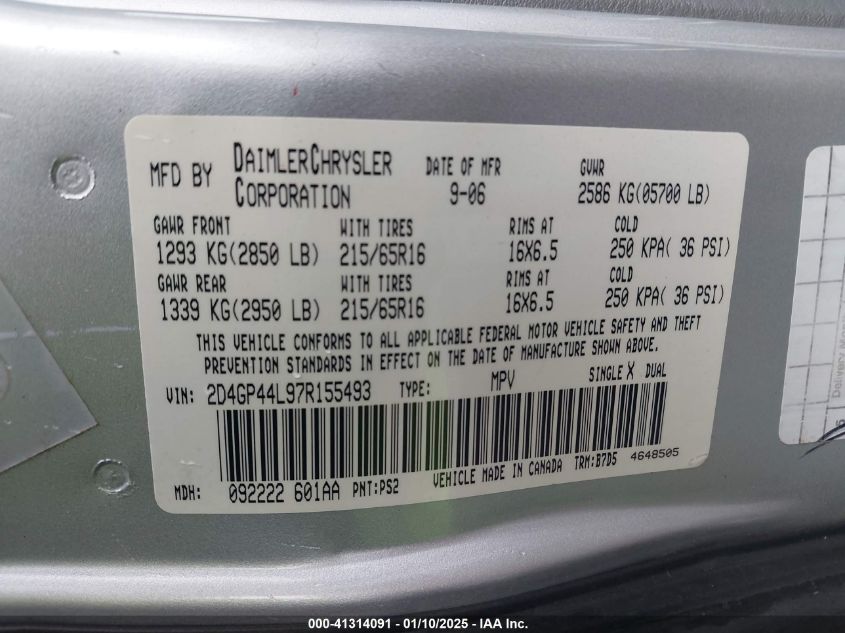 MFD BY DAIMLERCHRYSLER CORPORATION
DATE OF MFR
9-06
GVWR
2586 KG(05700 LB)
GAWR FRONT WITH TIRES RIMS AT COLD
1293 KG(2850 LB) 215/65R16 16X6.5 250 KPA( 36 PSI)
GAWR REAR WITH TIRES RIMS AT COLD
1339 KG(2950 LB) 215/65R16 16X6.5 250 KPA( 36 PSI)
THIS VEHICLE CONFORMS TO ALL APPLICABLE FEDERAL MOTOR VEHICLE SAFETY AND THEFT
PREVENTION STANDARDS IN EFFECT ON THE DATE OF MANUFACTURE SHOWN ABOVE.
VIN: 2D4GP44L97R155493 TYPE: MPV SINGLE X DUAL
MDH: 092222 601AA PNT:PS2 VEHICLE MADE IN CANADA TRM:B7D5 4648505
Delivery
000-41314091 - 01/10/2025 - IAA Inc.